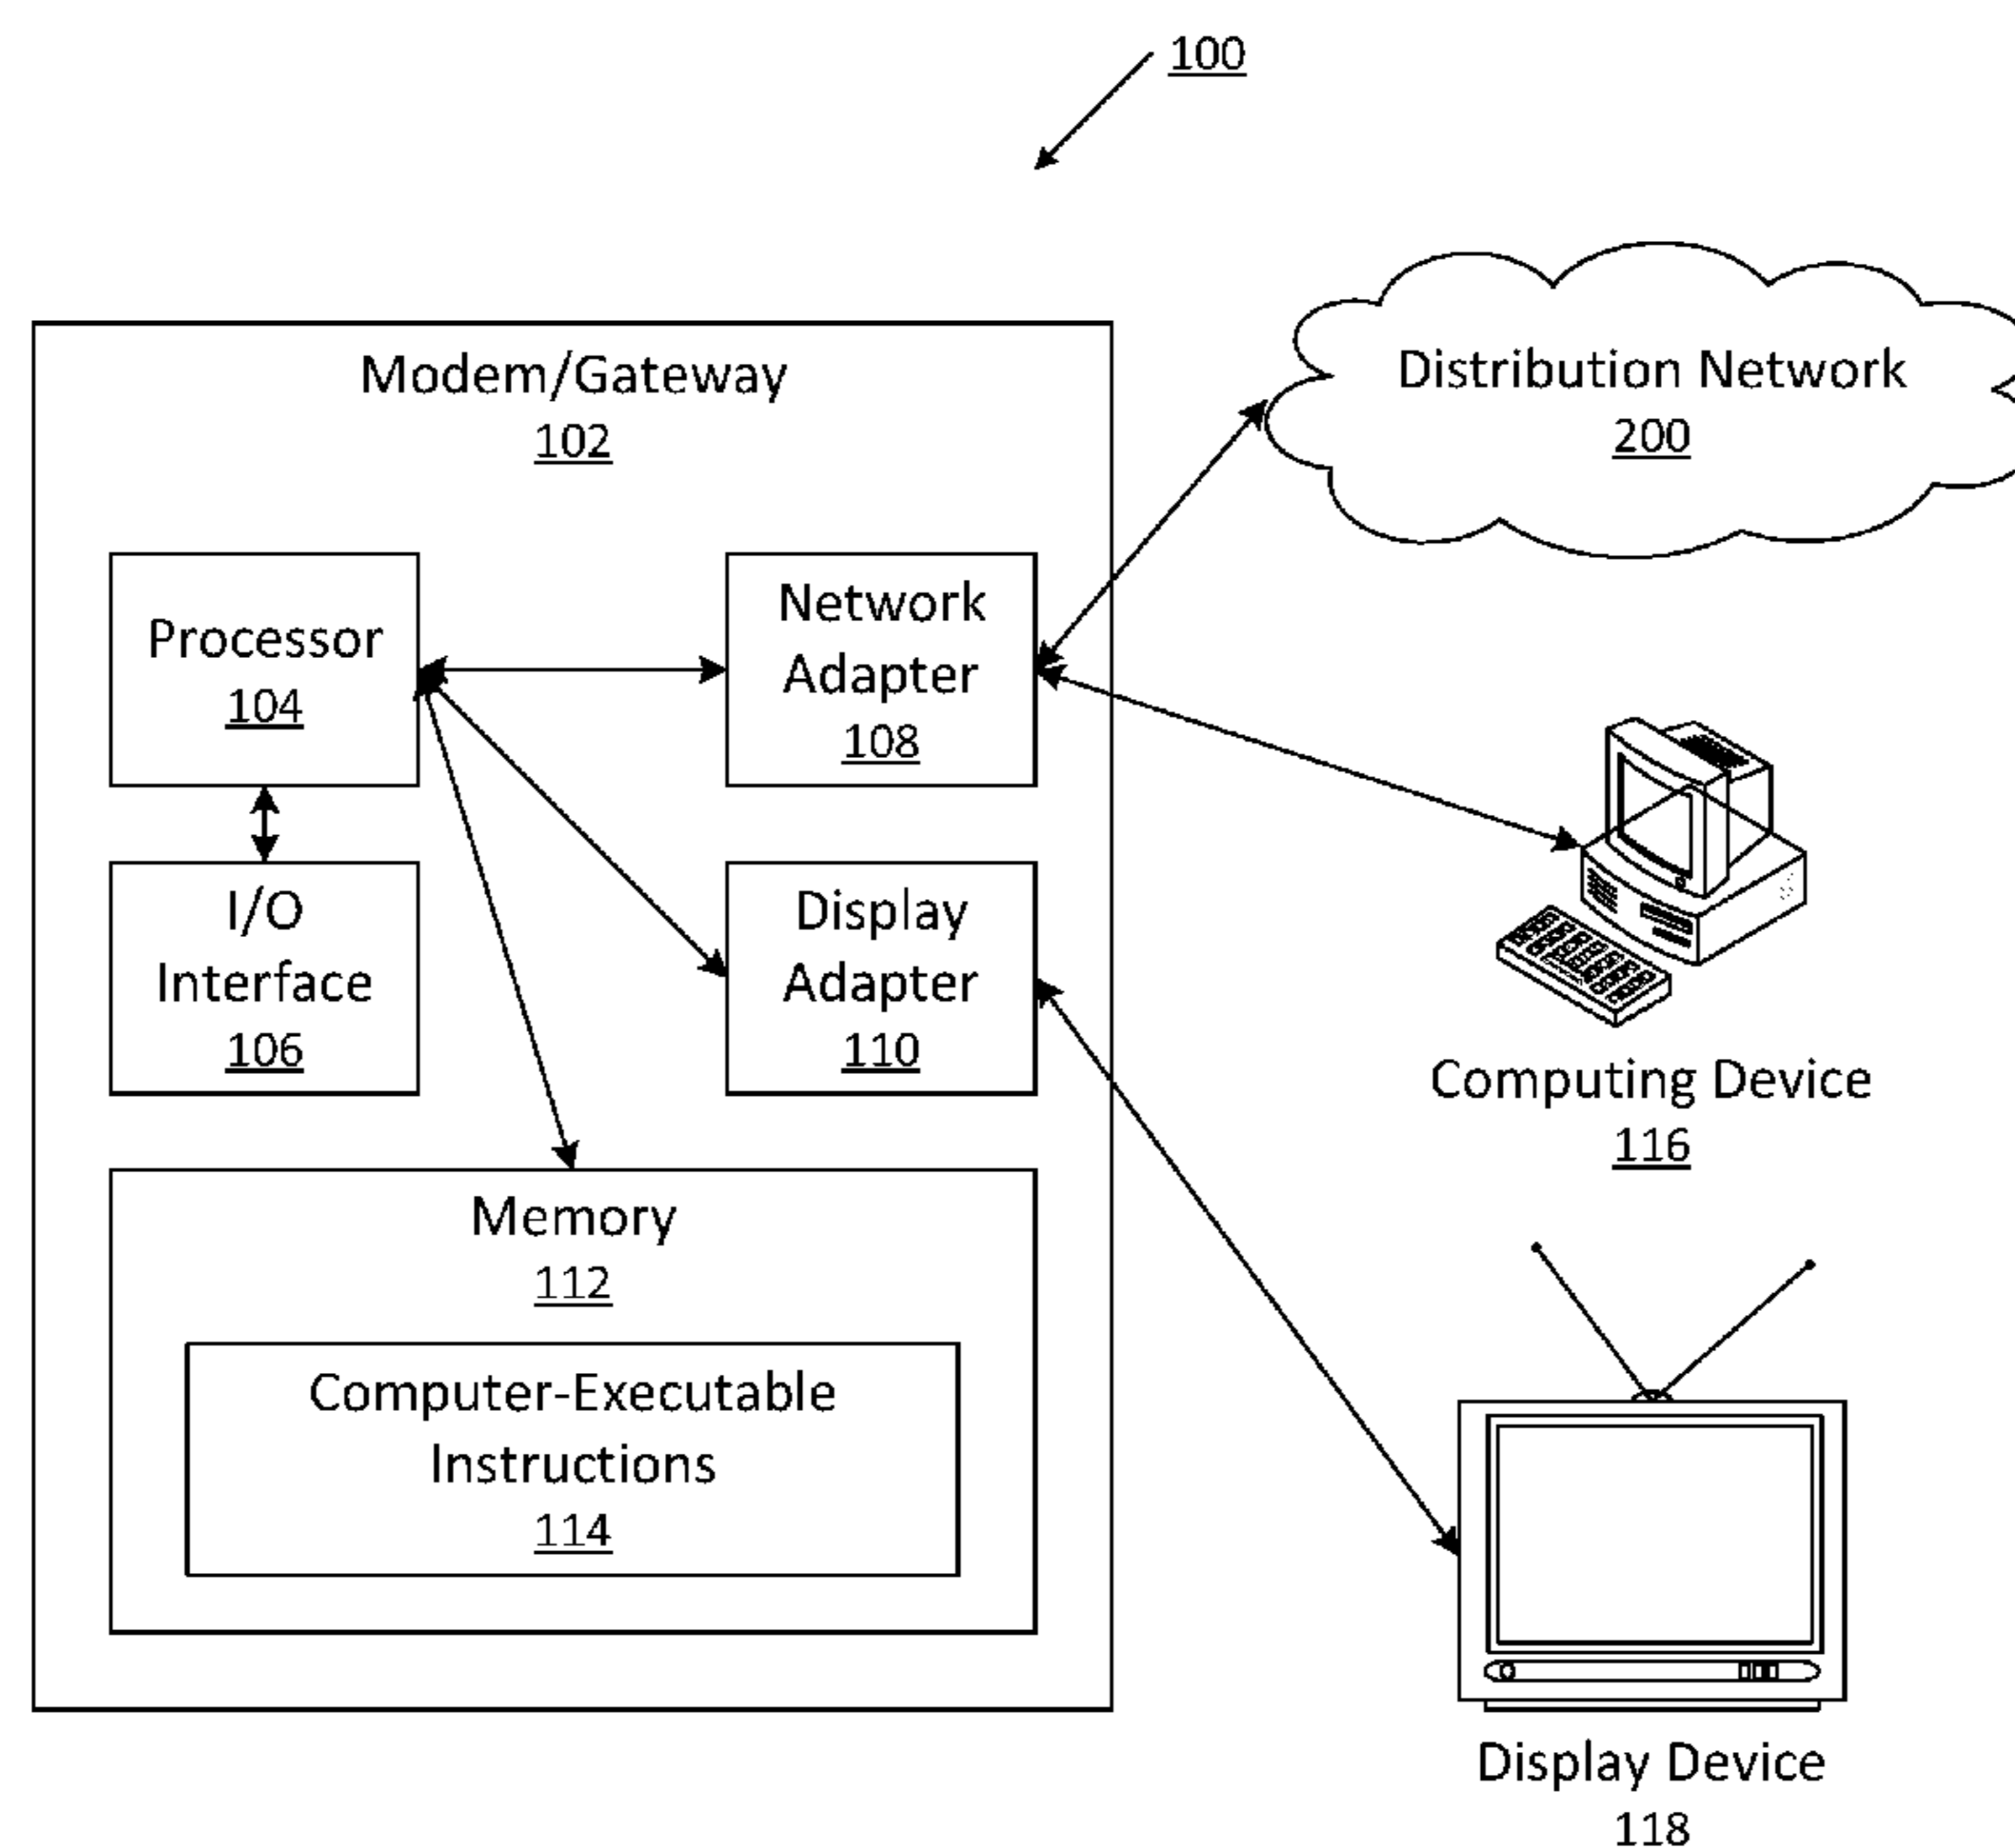 100
Modem/Gateway
102
Distribution Network
200
Processor
104
Network
Adapter
108
I/O
Interface
106
Display
Adapter
110
Computing Device
116
Memory
112
Computer-Executable
Instructions
114
Display Device
118